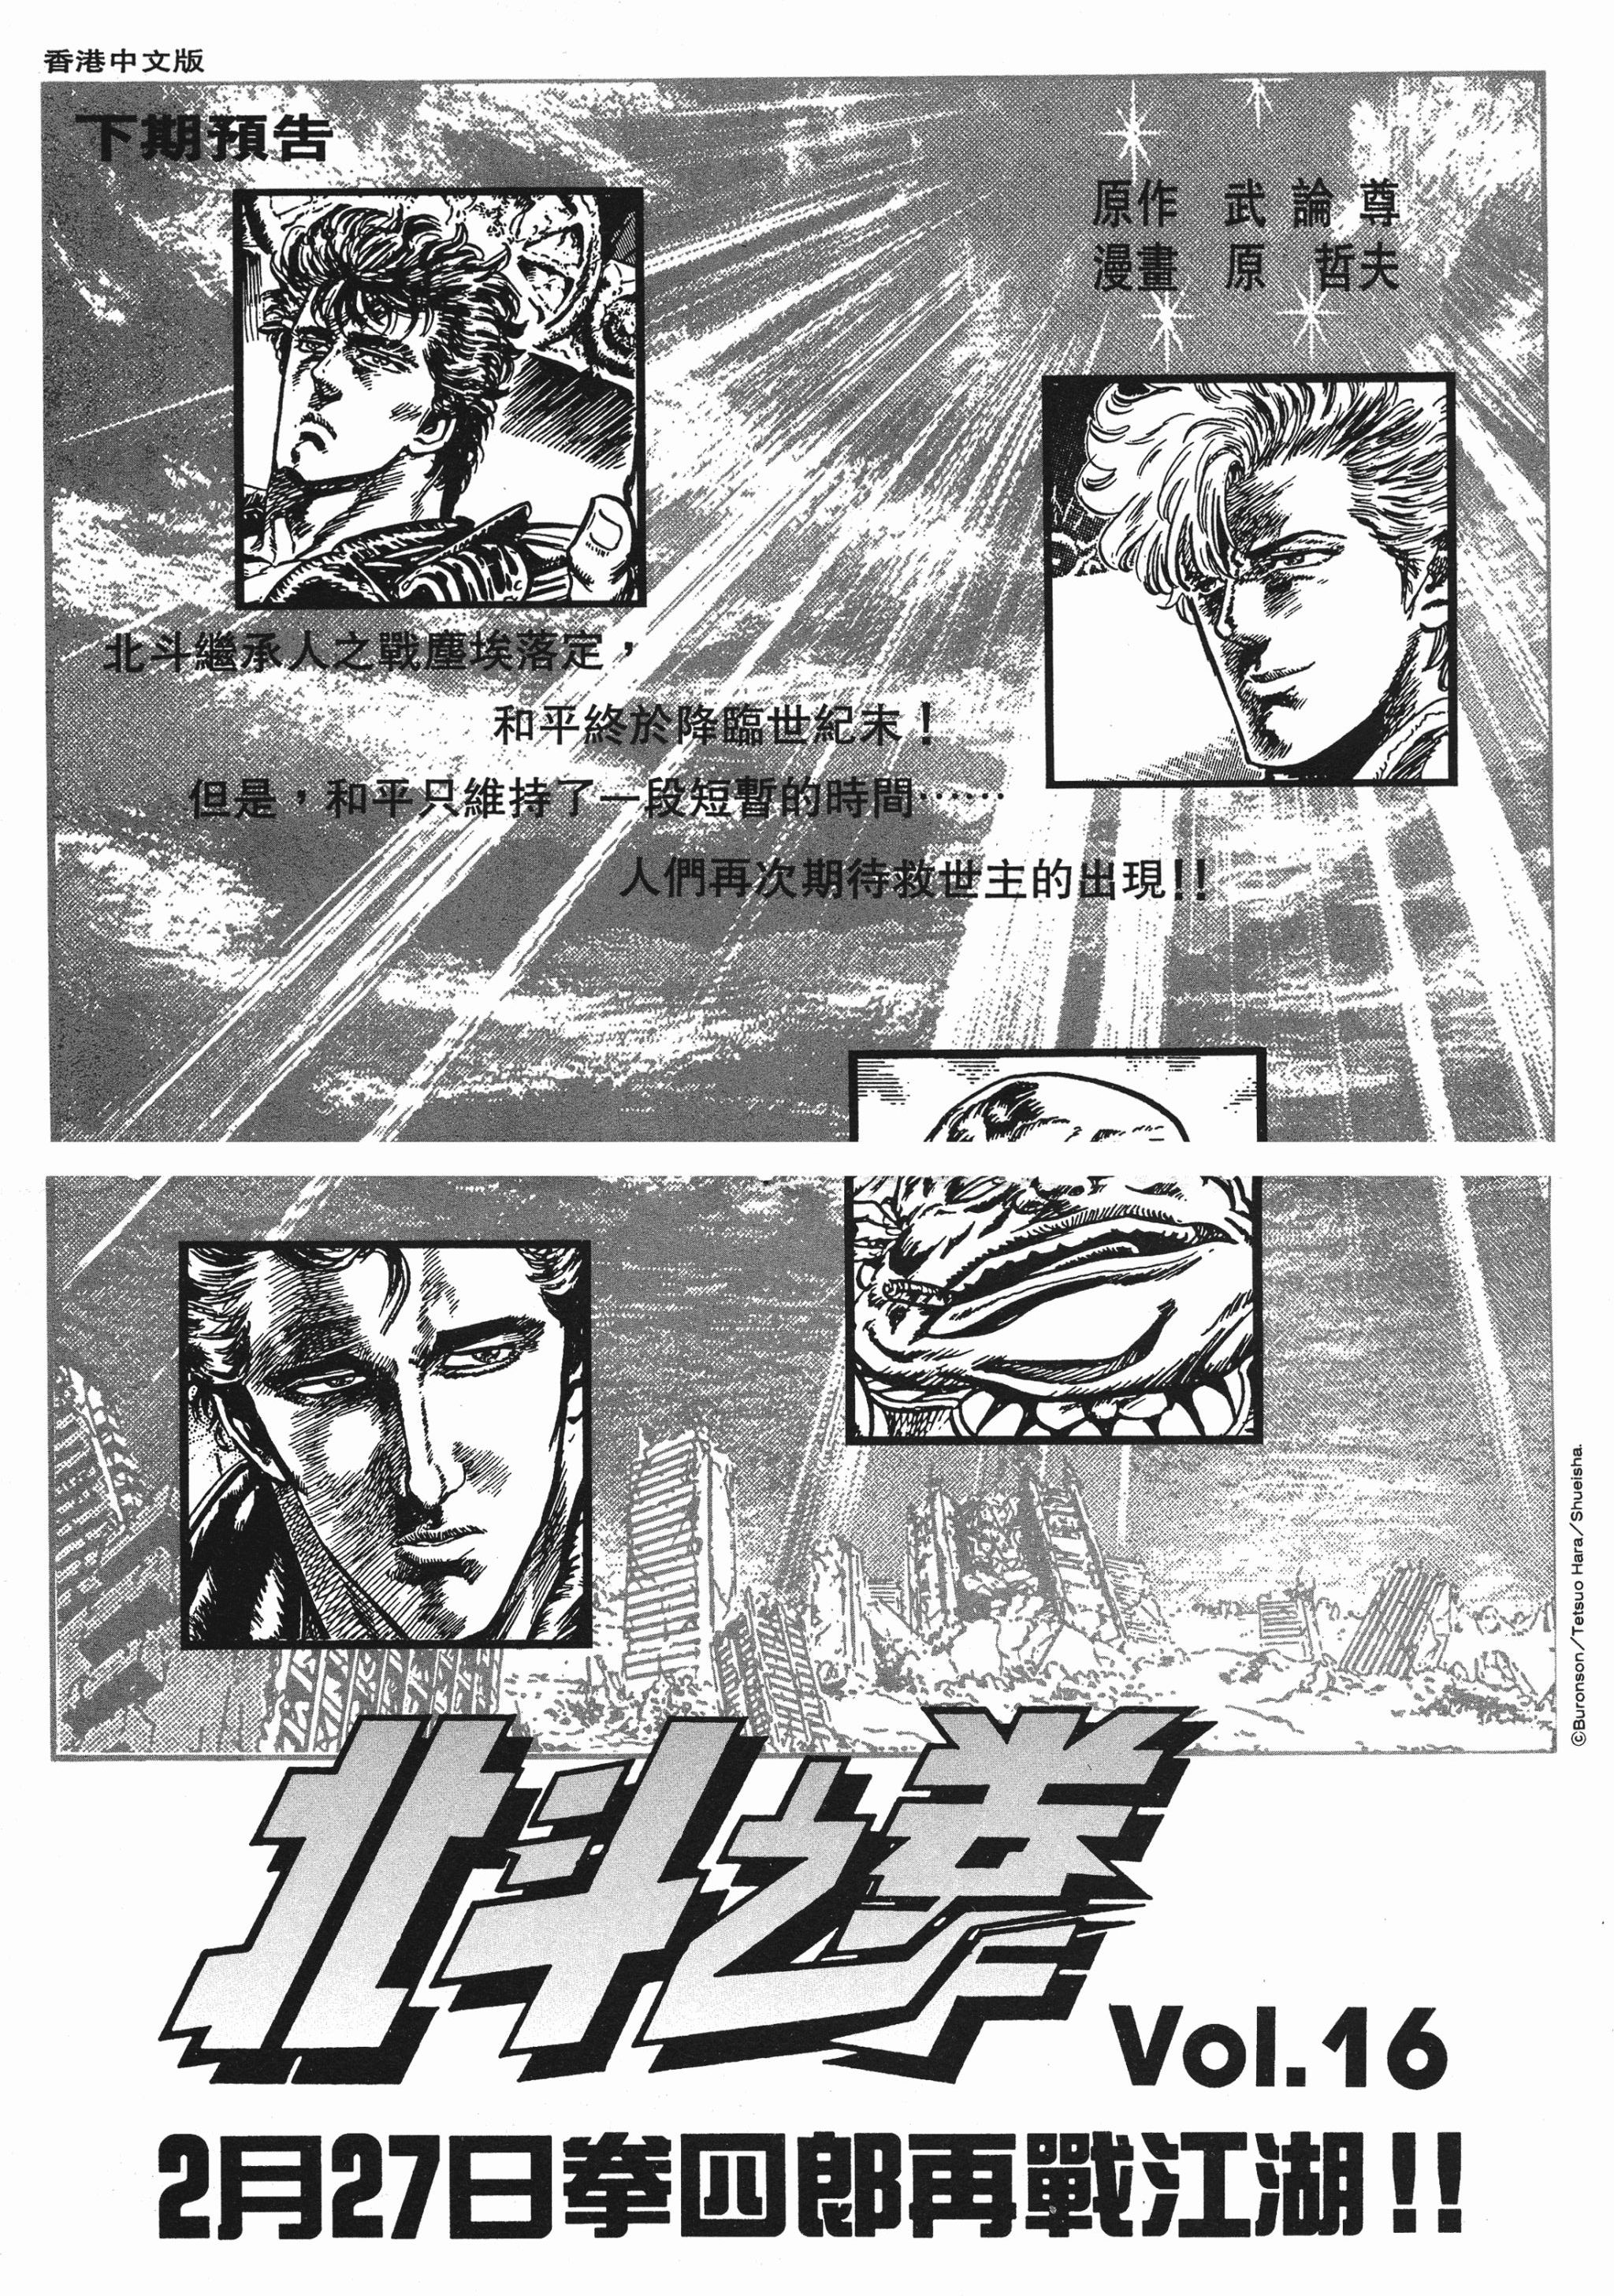 香港中文版
下期預告
原作 武論尊
漫畫 原 哲夫
北斗繼承人之戰塵埃落定，
和平終於降臨世紀末！
但是，和平只維持了一段短暫的時間……
人們再次期待救世主的出現!!
©Buronson／Tetsuo Hara／Shueisha.
北斗之拳
Vol.16
2月27日拳四郎再戰江湖!!